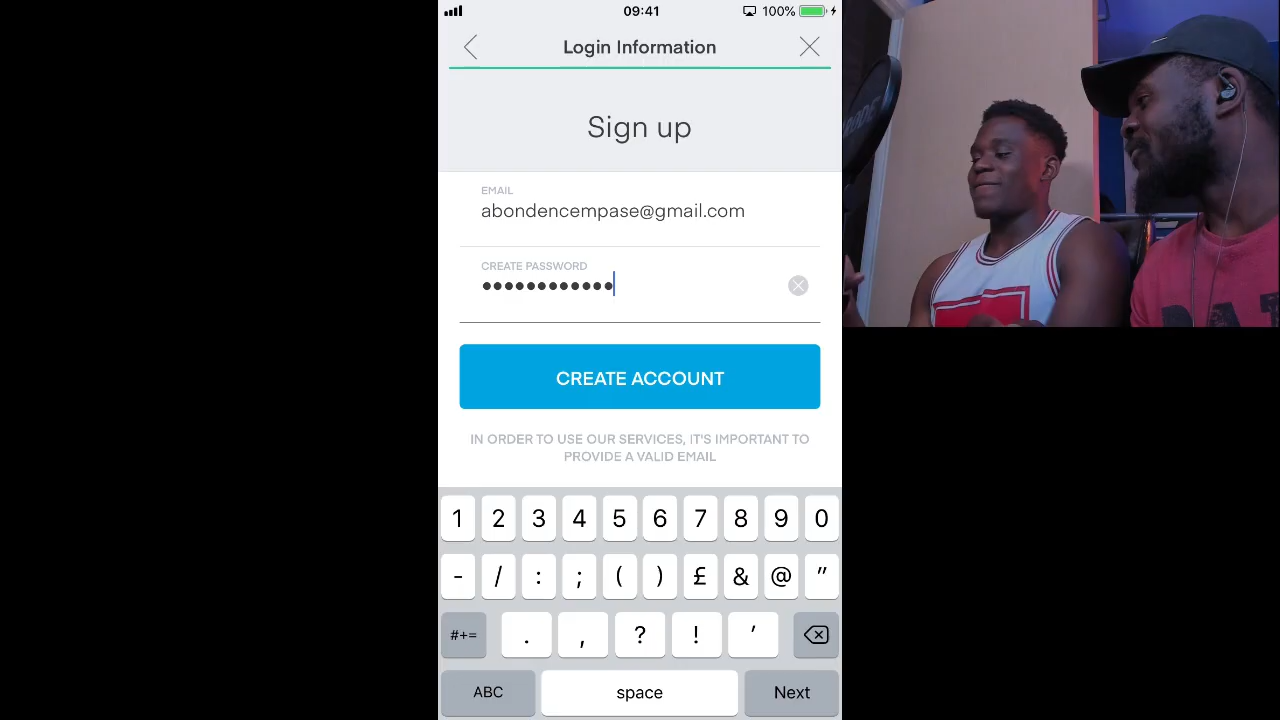 09:41
100%
Login Information
Sign up
EMAIL
abondencempase@gmail.com
CREATE PASSWORD
●●●●●●●●●●●●
CREATE ACCOUNT
IN ORDER TO USE OUR SERVICES, IT'S IMPORTANT TO
PROVIDE A VALID EMAIL
1 2 3 4 5 6 7 8 9 0
- / : ; ( ) £ & @ "
#+= . , ? ! '
ABC space Next